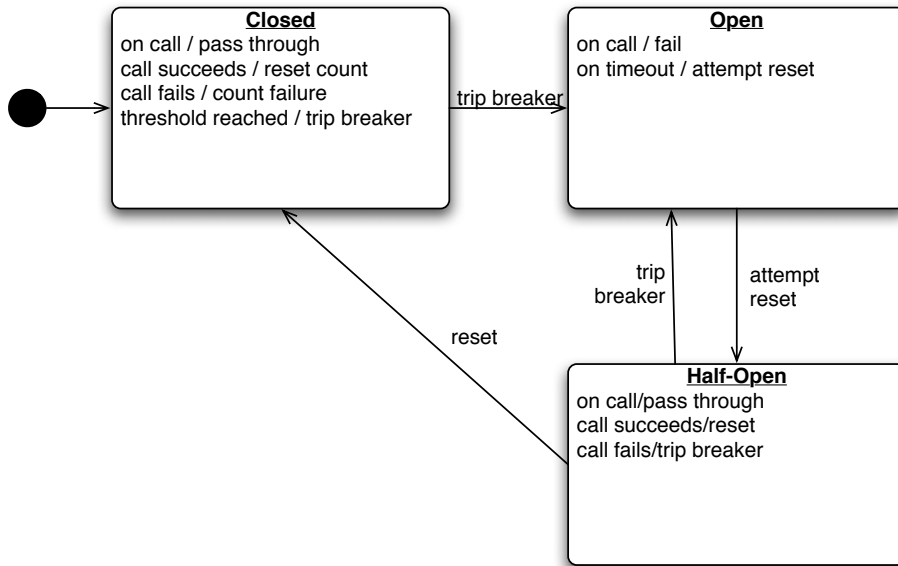 Closed
on call / pass through
call succeeds / reset count
call fails / count failure
threshold reached / trip breaker
trip breaker
Open
on call / fail
on timeout / attempt reset
trip
breaker
attempt
reset
reset
Half-Open
on call/pass through
call succeeds/reset
call fails/trip breaker